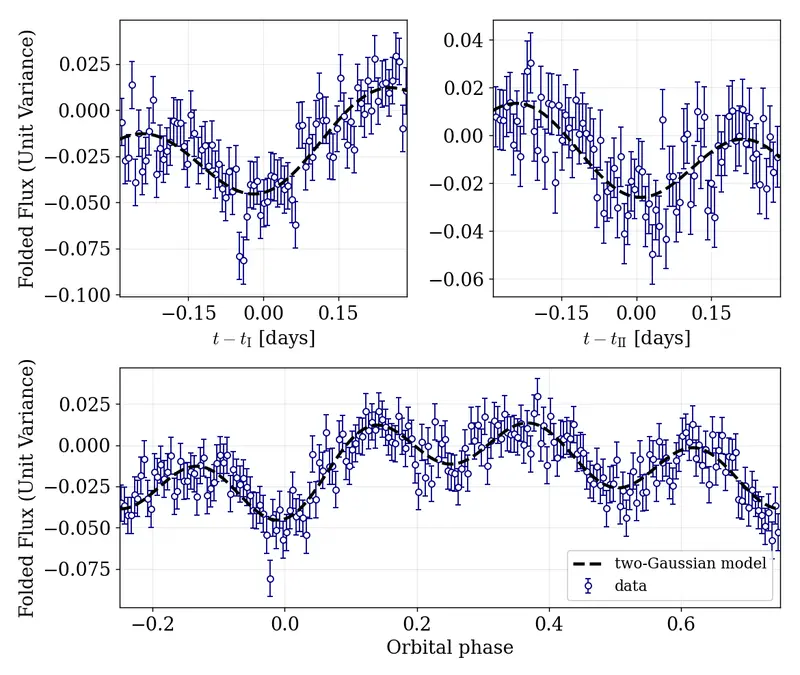 Folded Flux (Unit Variance)
0.025
0.000
−0.025
−0.050
−0.075
−0.100
−0.15 0.00 0.15
t − tI [days]
0.04
0.02
0.00
−0.02
−0.04
−0.06
−0.15 0.00 0.15
t − tII [days]
Folded Flux (Unit Variance)
0.025
0.000
−0.025
−0.050
−0.075
−0.2 0.0 0.2 0.4 0.6
Orbital phase
two-Gaussian model
data